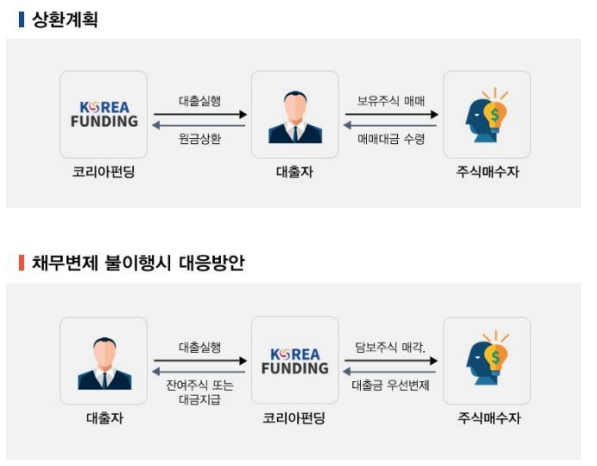 상환계획
KOREA
FUNDING
대출실행
원금상환
보유주식 매매
매매대금 수령
코리아펀딩
대출자
주식매수자
채무변제 불이행시 대응방안
대출실행
잔여주식 또는
대금지급
KOREA
FUNDING
담보주식 매각.
대출금 우선변제
대출자
코리아펀딩
주식매수자